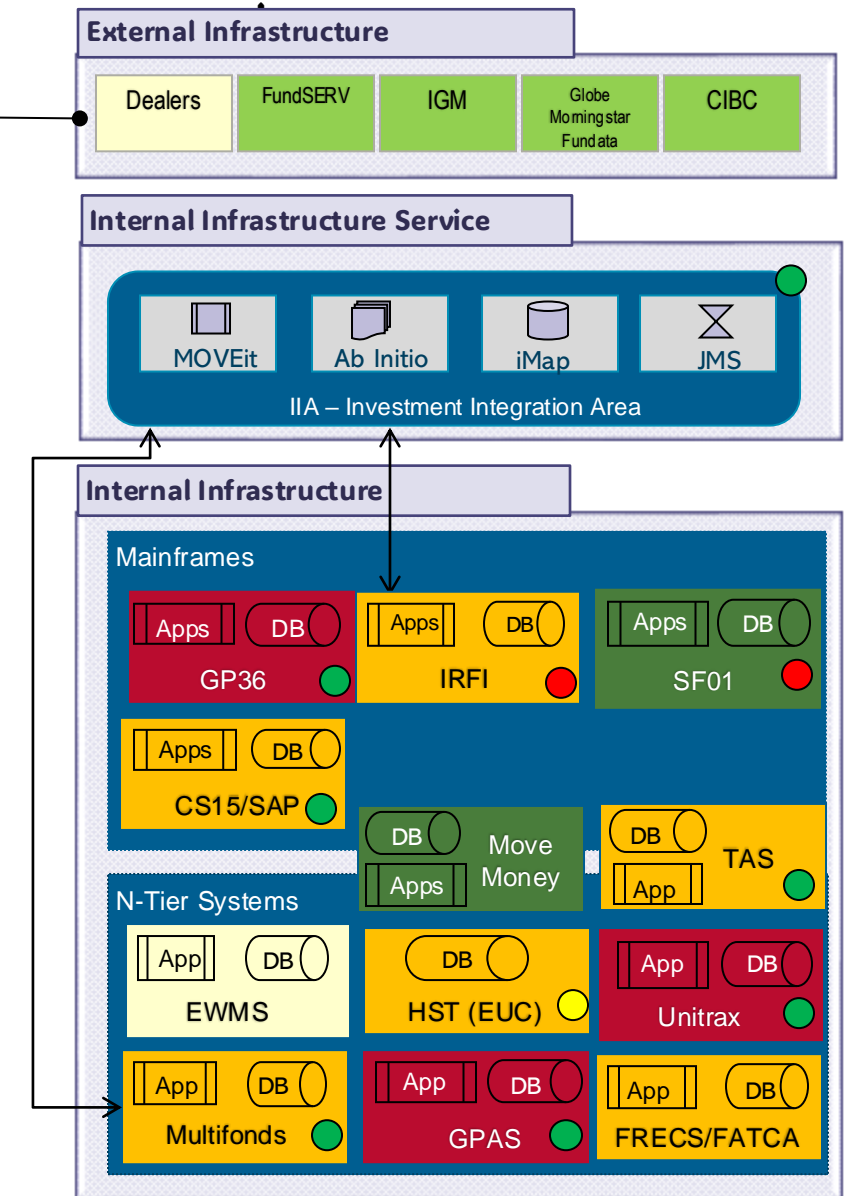 External Infrastructure
Dealers
FundSERV
IGM
Globe
Morningstar
Fundata
CIBC
Internal Infrastructure Service
MOVEit
Ab Initio
iMap
JMS
IIA – Investment Integration Area
Internal Infrastructure
Mainframes
Apps
DB
GP36
Apps
DB
IRFI
Apps
DB
SF01
Apps
DB
CS15/SAP
DB
Apps
Move
Money
DB
App
TAS
N-Tier Systems
App
DB
EWMS
DB
HST (EUC)
App
DB
Unitrax
App
DB
Multifonds
App
DB
GPAS
App
DB
FRECS/FATCA